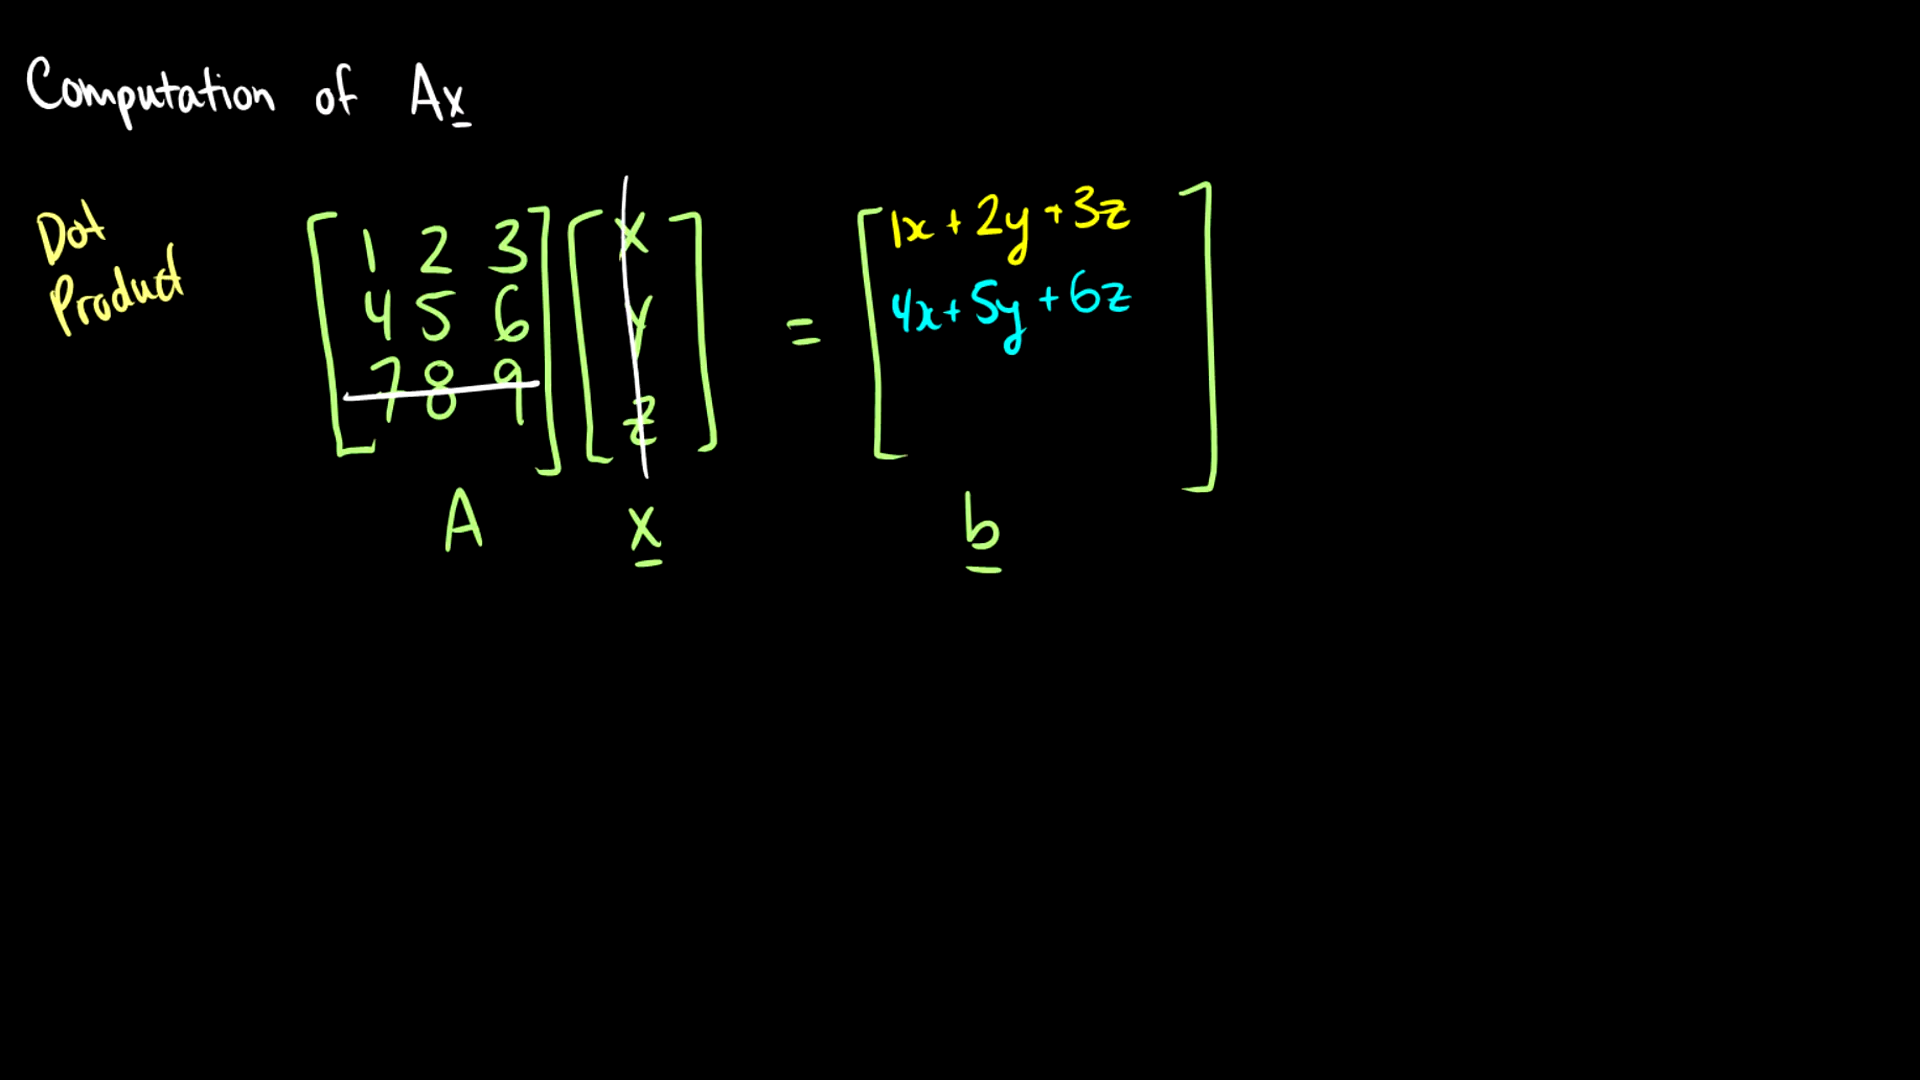 Computation of Ax
Dot
Product
[1 2 3] [x] = [1x + 2y + 3z]
[4 5 6] [y] [4x + 5y + 6z]
[7 8 9] [z]
A x b